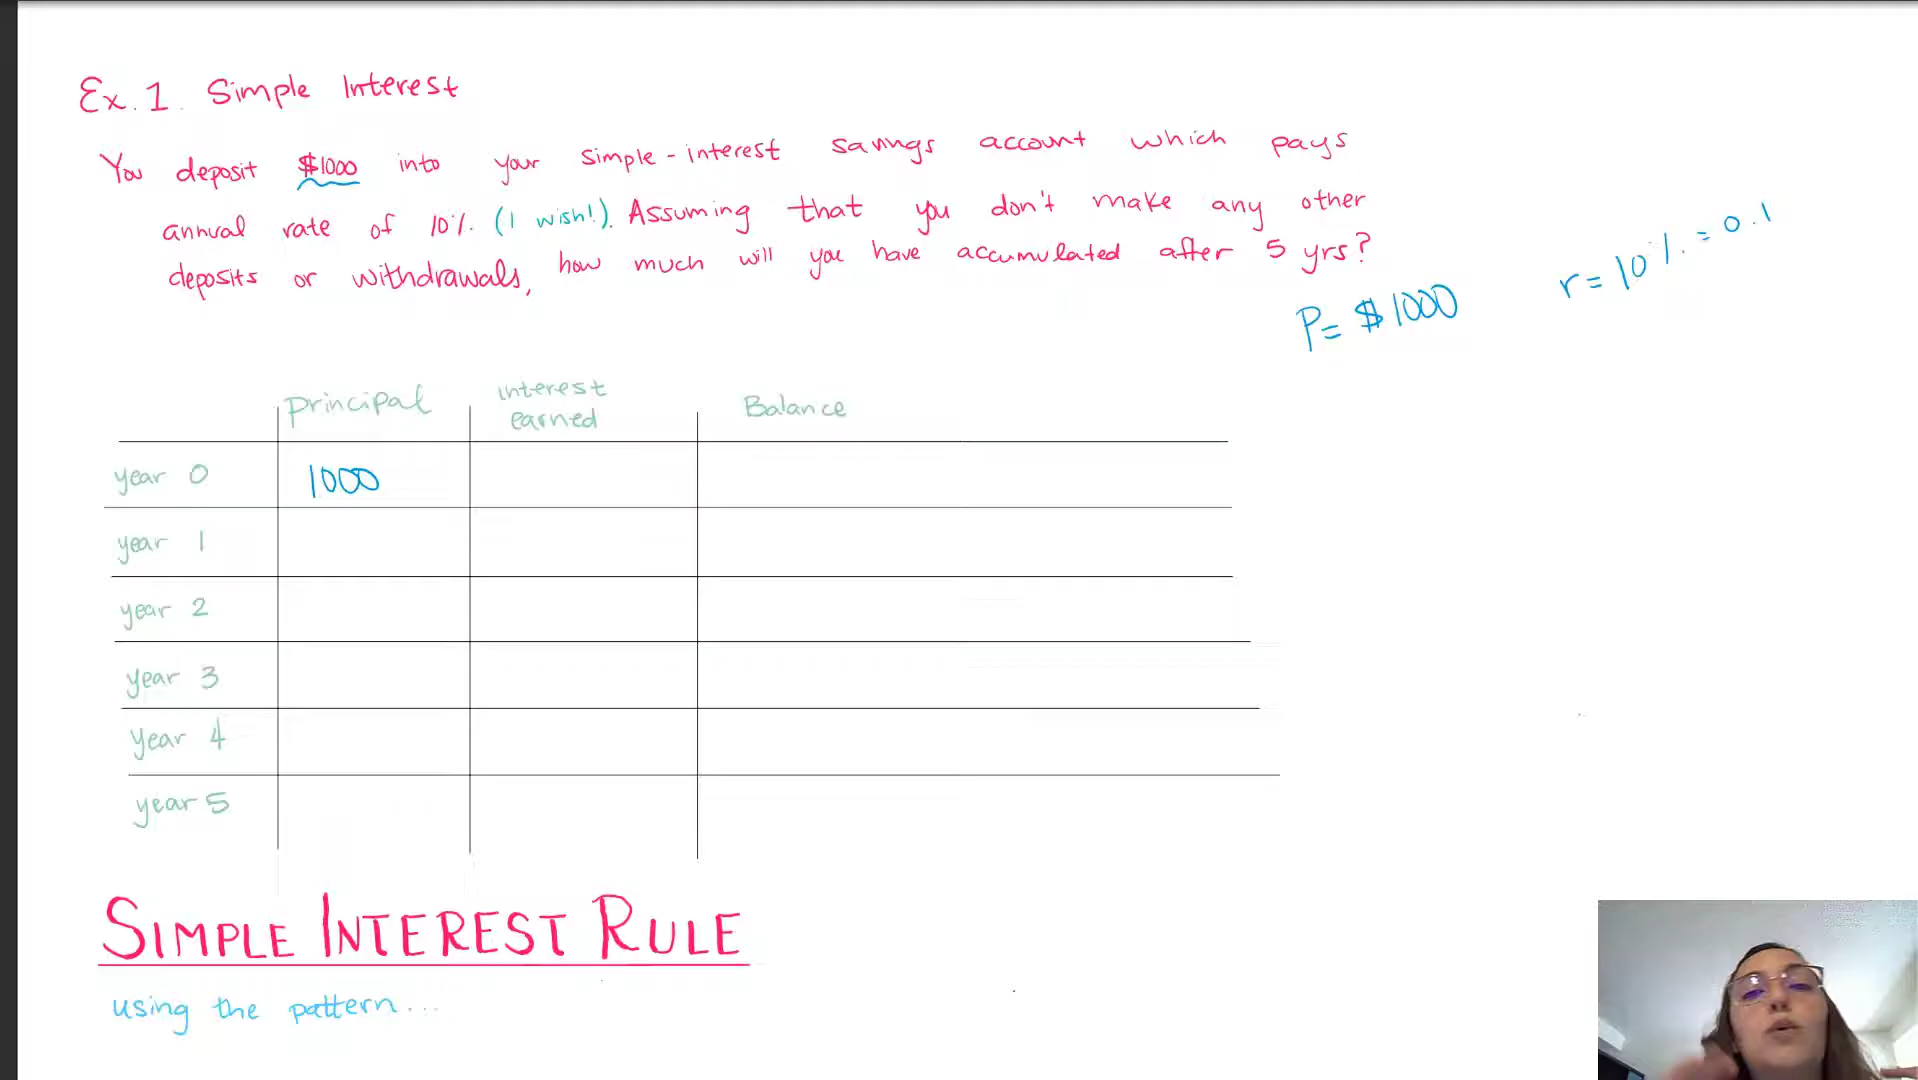 Ex. 1. Simple Interest
You deposit $1000 into your simple-interest savings account which pays
annual rate of 10%. (I wish!). Assuming that you don't make any other
deposits or withdrawals, how much will you have accumulated after 5 yrs?
P = $1000
r = 10% = 0.1
principal interest earned Balance
year 0 1000
year 1
year 2
year 3
year 4
year 5
SIMPLE INTEREST RULE
using the pattern...